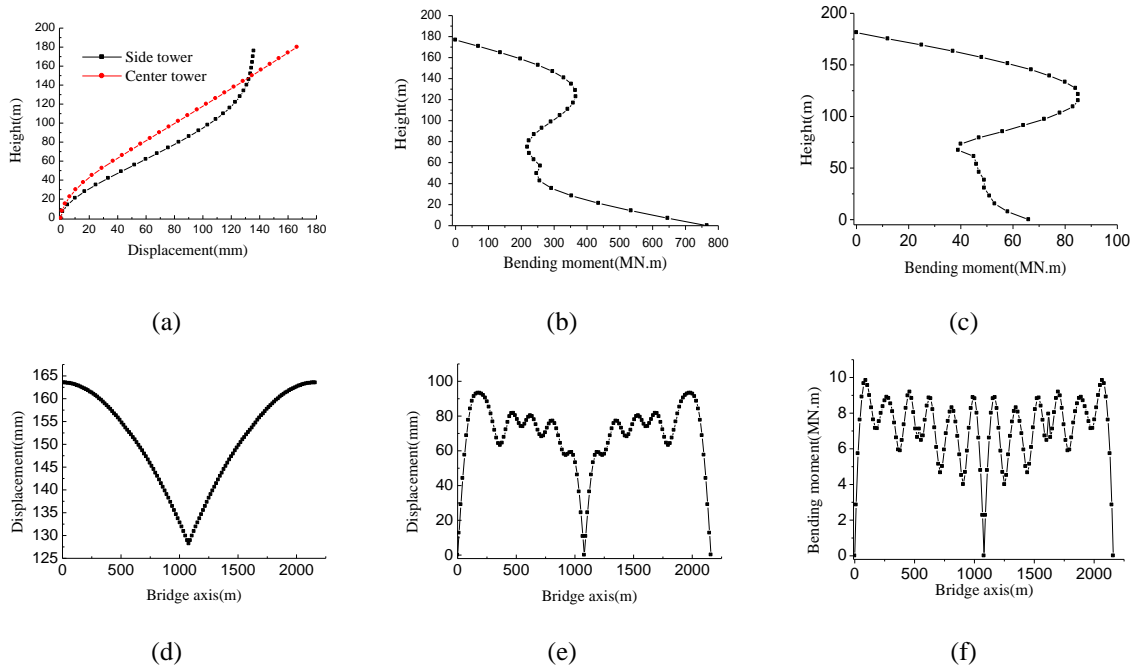 200
180
160
140
120
100
80
60
40
20
0
Height(m)
Side tower
Center tower
0 20 40 60 80 100 120 140 160 180
Displacement(mm)
(a)
200
180
160
140
120
100
80
60
40
20
0
Height(m)
0 100 200 300 400 500 600 700 800
Bending moment(MN.m)
(b)
200
150
100
50
0
Height(m)
0 20 40 60 80 100
Bending moment(MN.m)
(c)
165
160
155
150
145
140
135
130
125
Displacement(mm)
0 500 1000 1500 2000
Bridge axis(m)
(d)
100
80
60
40
20
0
Displacement(mm)
0 500 1000 1500 2000
Bridge axis(m)
(e)
10
8
6
4
2
0
Bending moment(MN.m)
0 500 1000 1500 2000
Bridge axis(m)
(f)